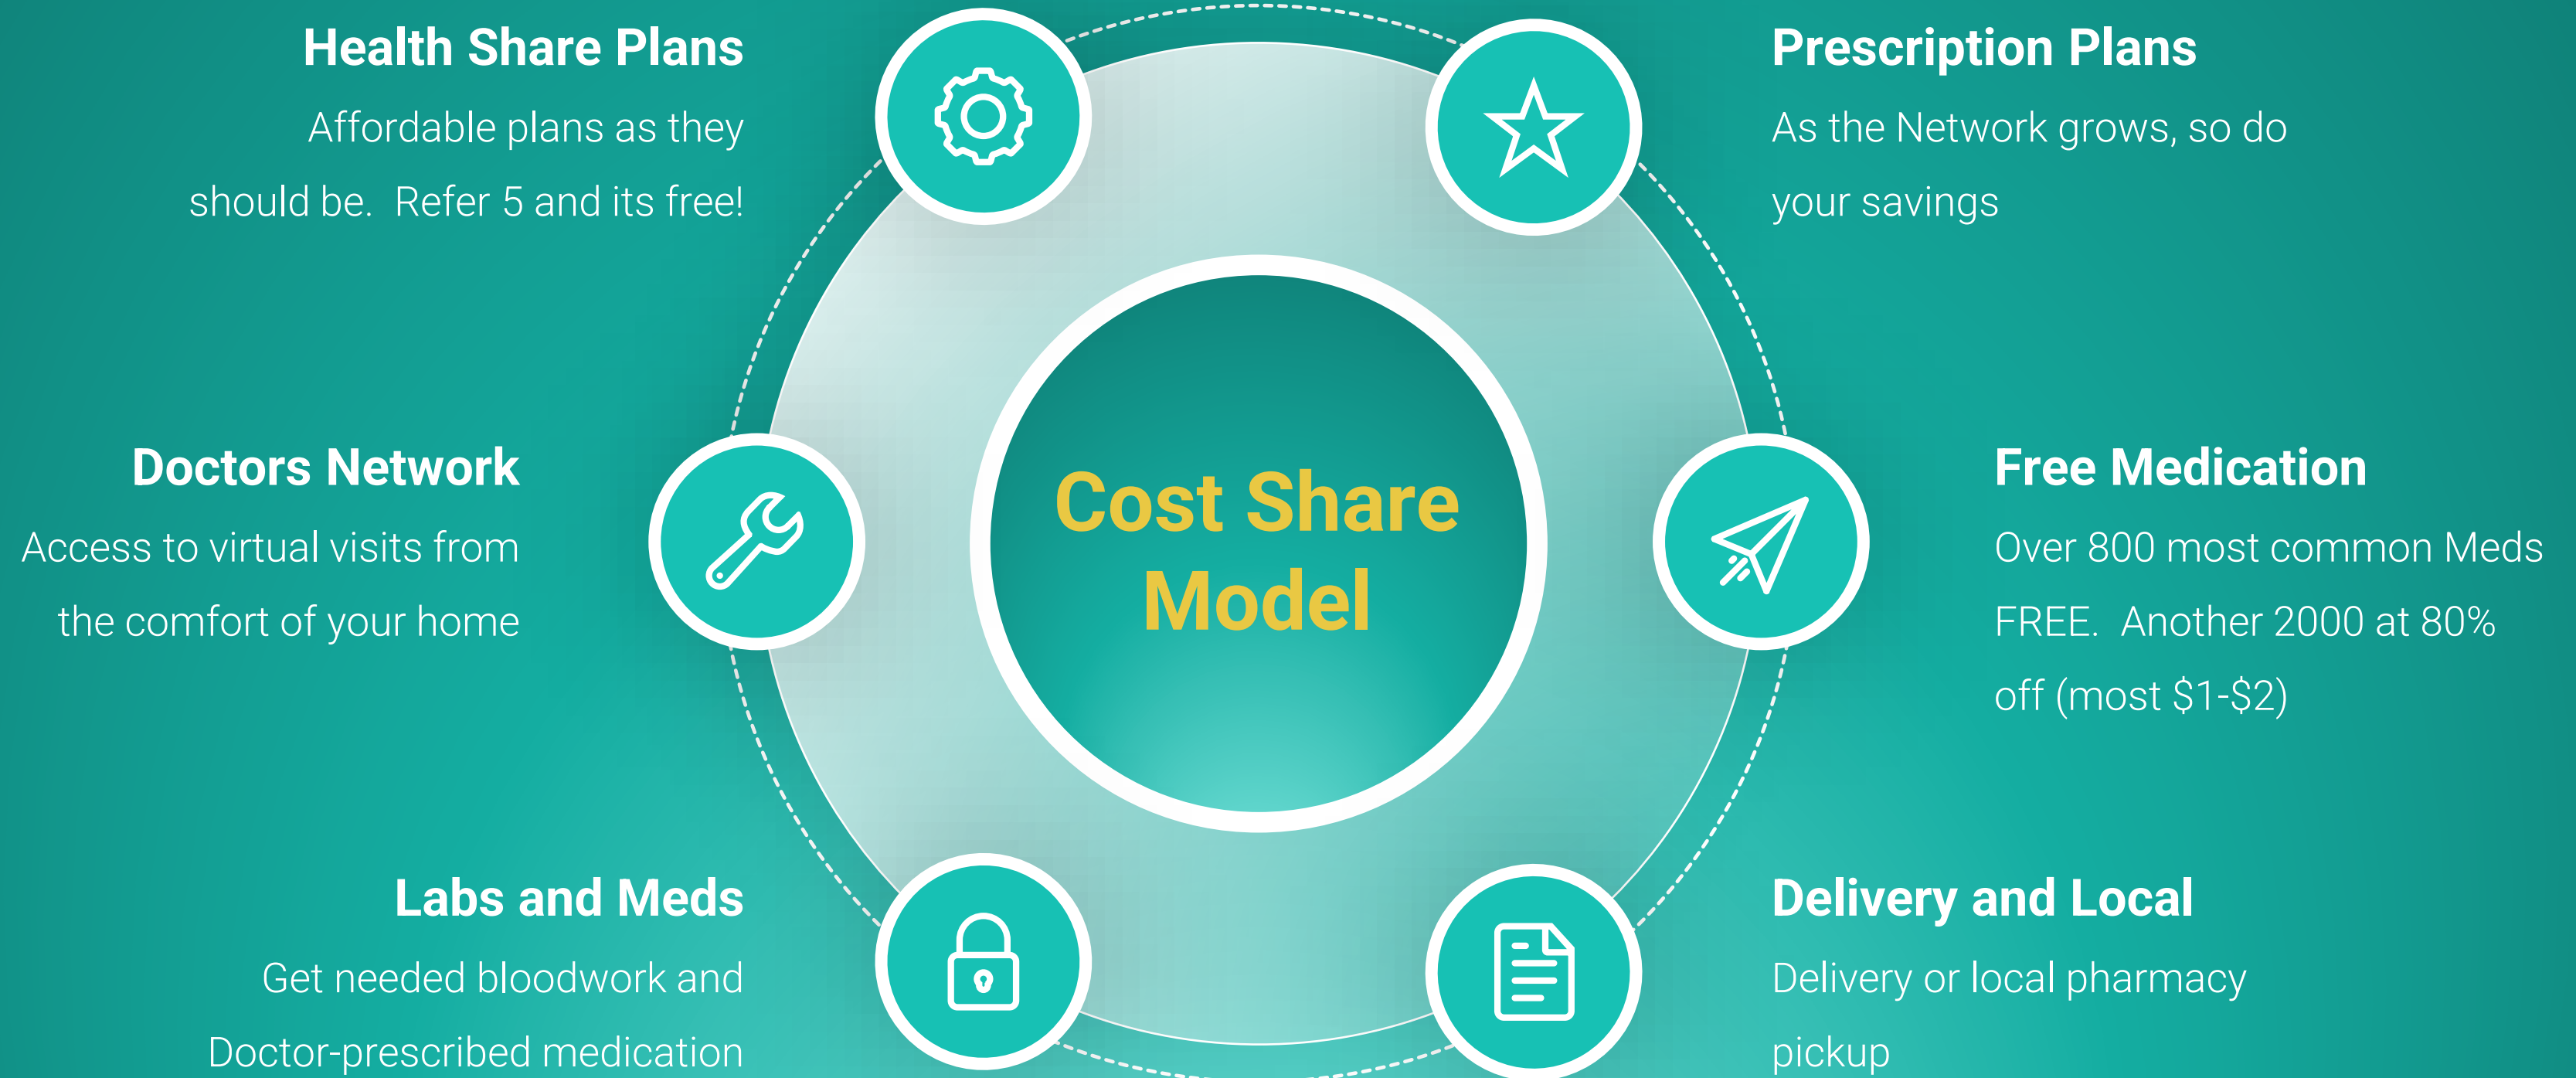 Health Share Plans
Affordable plans as they
should be.  Refer 5 and its free!
Prescription Plans
As the Network grows, so do
your savings
Doctors Network
Access to virtual visits from
the comfort of your home
Cost Share
Model
Free Medication
Over 800 most common Meds
FREE.  Another 2000 at 80%
off (most $1-$2)
Labs and Meds
Get needed bloodwork and
Doctor-prescribed medication
Delivery and Local
Delivery or local pharmacy
pickup